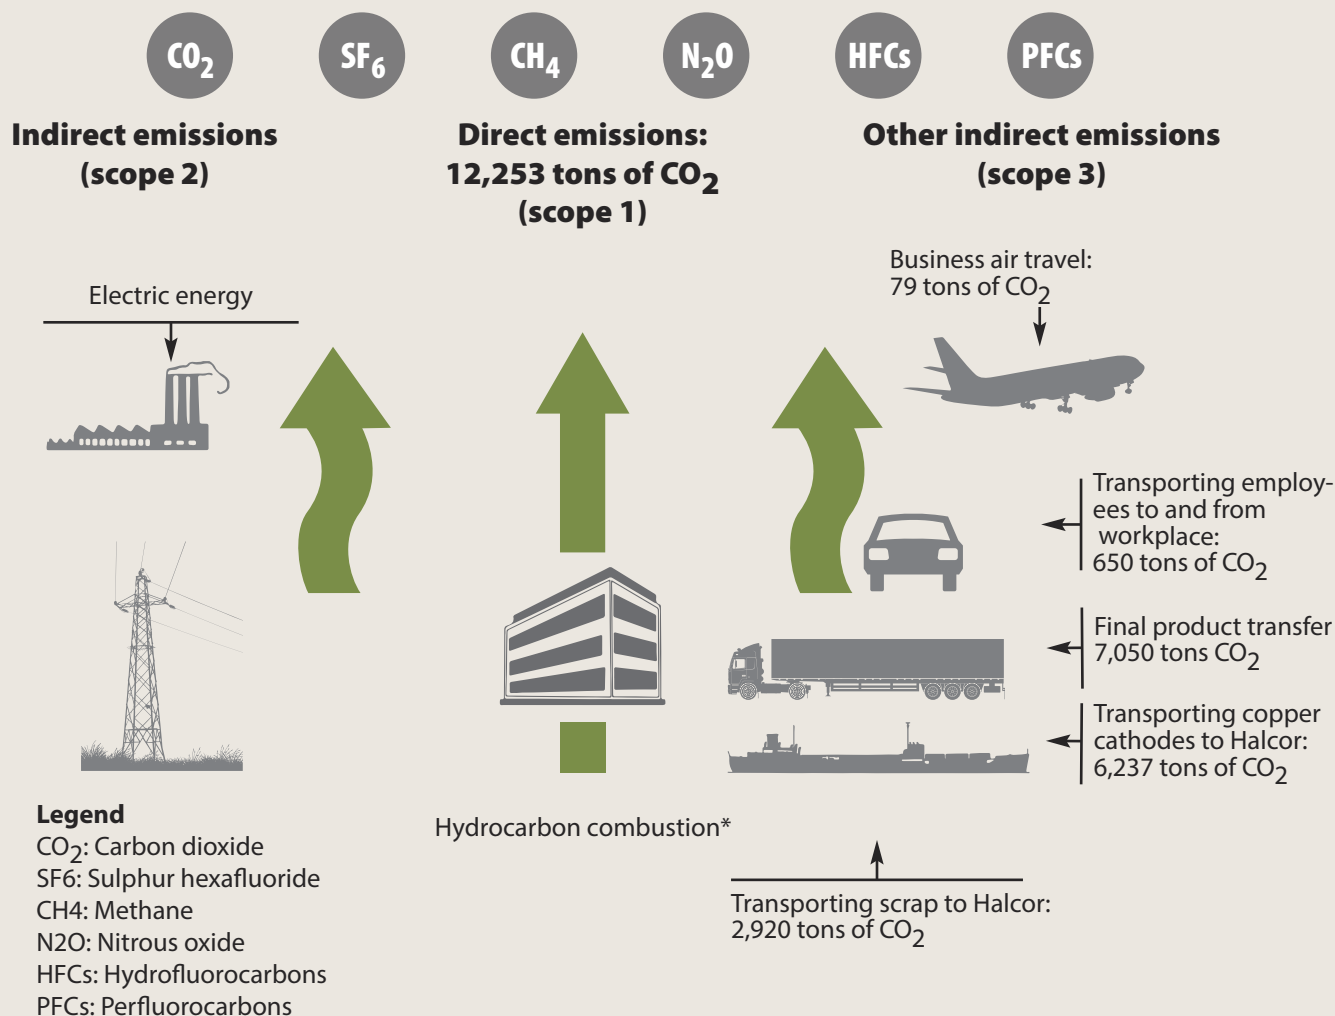 CO2
SF6
CH4
N2O
HFCs
PFCs
Indirect emissions
(scope 2)
Direct emissions:
12,253 tons of CO2
(scope 1)
Other indirect emissions
(scope 3)
Electric energy
Business air travel:
79 tons of CO2
Transporting employ-
ees to and from
workplace:
650 tons of CO2
Final product transfer
7,050 tons CO2
Transporting copper
cathodes to Halcor:
6,237 tons of CO2
Hydrocarbon combustion*
Transporting scrap to Halcor:
2,920 tons of CO2
Legend
CO2: Carbon dioxide
SF6: Sulphur hexafluoride
CH4: Methane
N2O: Nitrous oxide
HFCs: Hydrofluorocarbons
PFCs: Perfluorocarbons